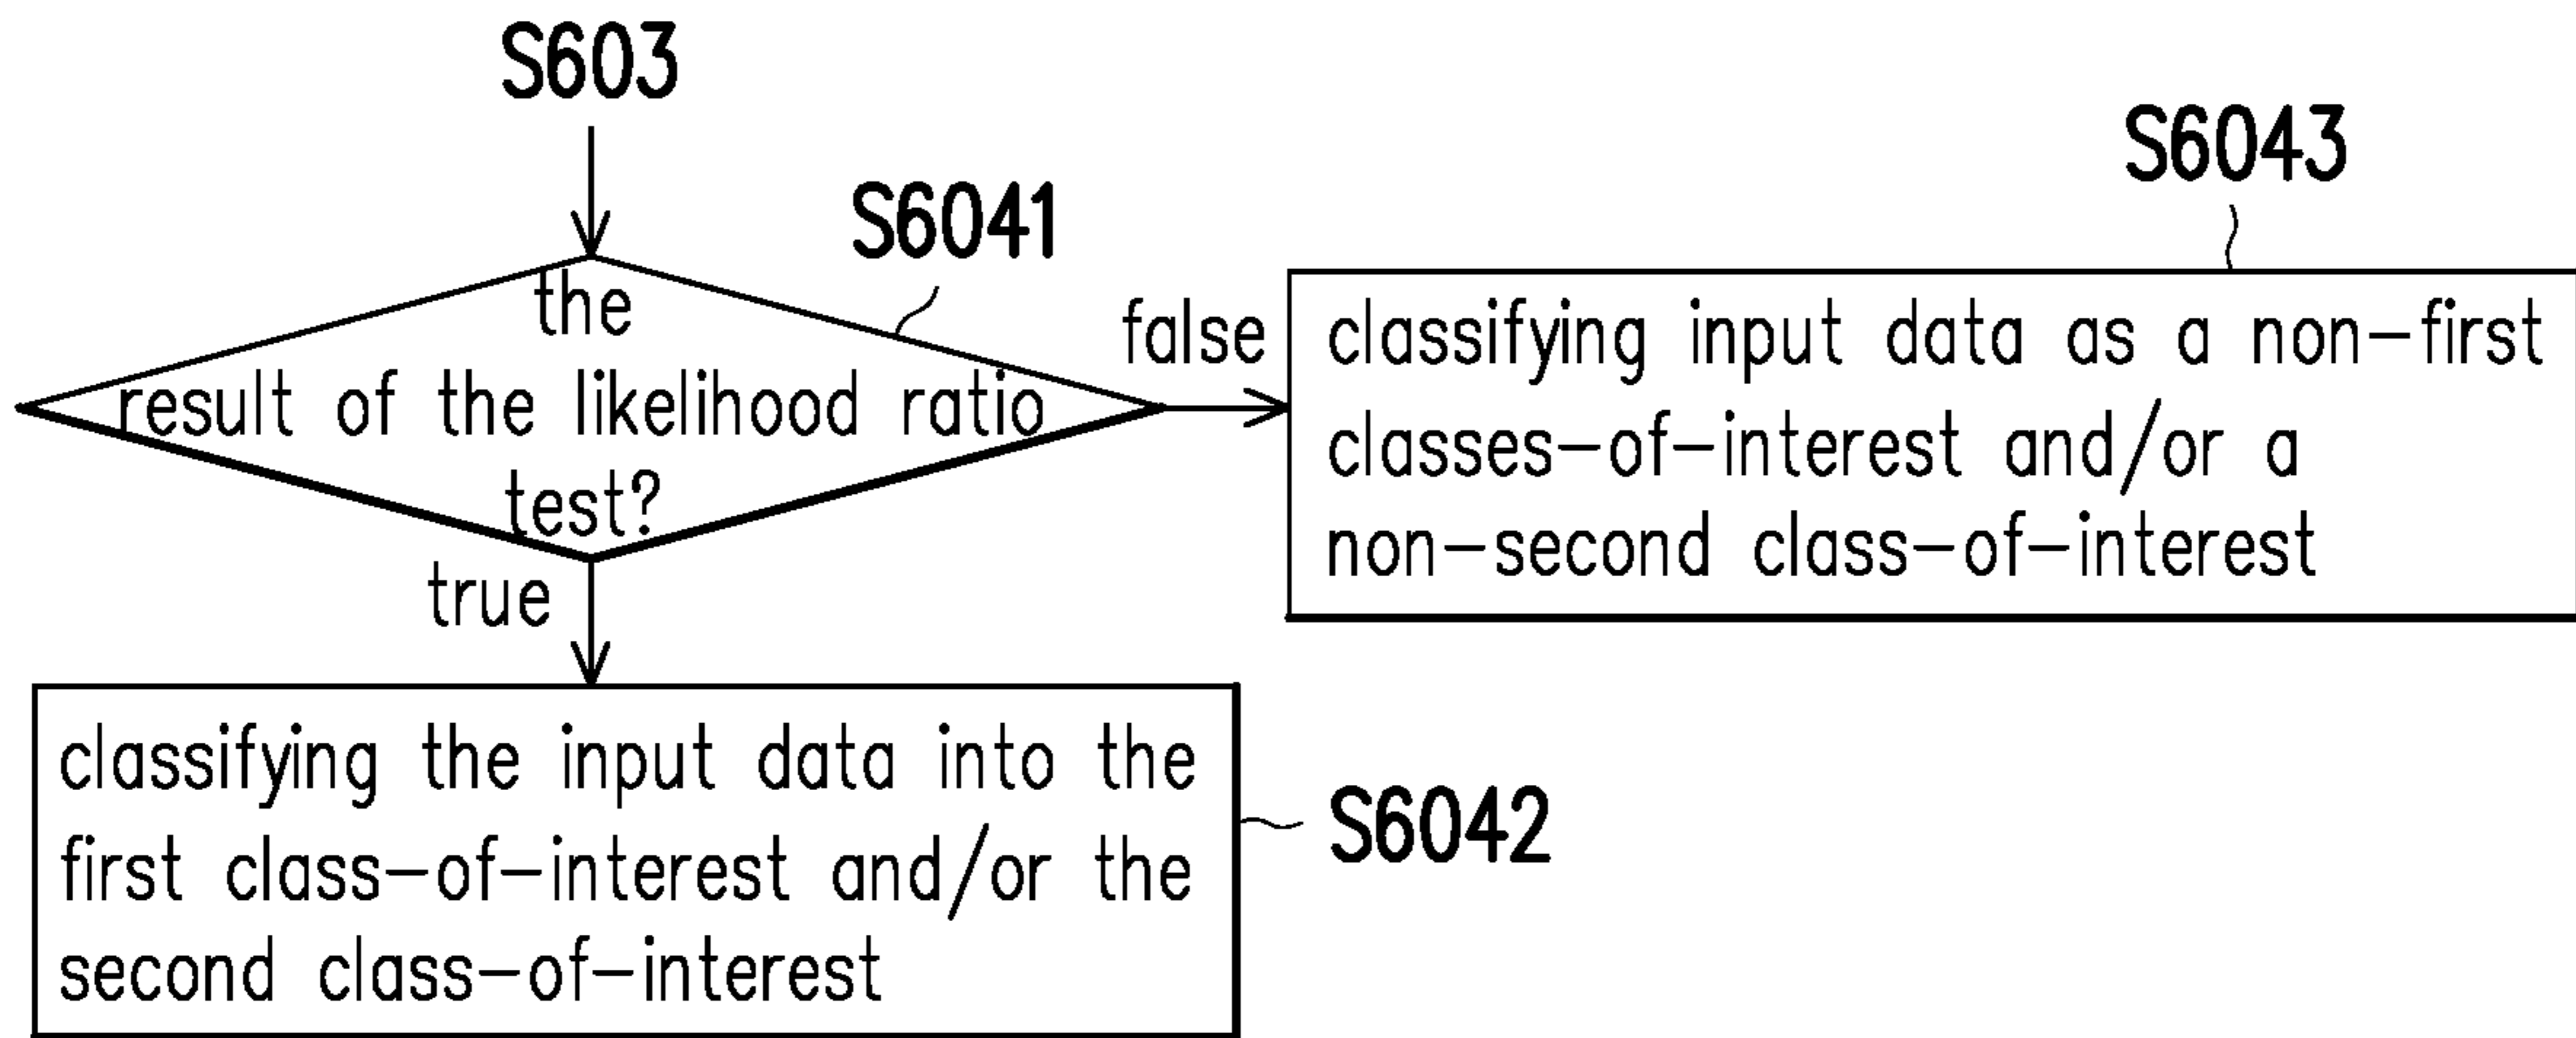 S603
S6041
S6043
the
result of the likelihood ratio
test?
false
classifying input data as a non-first
classes-of-interest and/or a
non-second class-of-interest
true
classifying the input data into the
first class-of-interest and/or the
second class-of-interest
S6042